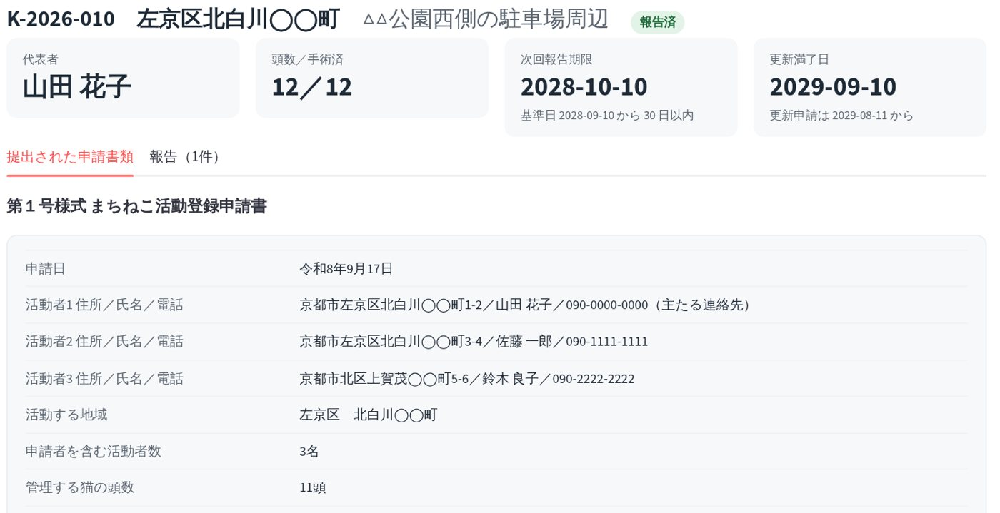 K-2026-010 左京区北白川◯◯町 △△公園西側の駐車場周辺 報告済
代表者
山田 花子
頭数／手術済
12／12
次回報告期限
2028-10-10
基準日 2028-09-10 から 30 日以内
更新満了日
2029-09-10
更新申請は 2029-08-11 から
提出された申請書類 報告（1件）
第１号様式 まちねこ活動登録申請書
申請日 令和8年9月17日
活動者1 住所／氏名／電話 京都市左京区北白川◯◯町1-2／山田 花子／090-0000-0000（主たる連絡先）
活動者2 住所／氏名／電話 京都市左京区北白川◯◯町3-4／佐藤 一郎／090-1111-1111
活動者3 住所／氏名／電話 京都市北区上賀茂◯◯町5-6／鈴木 良子／090-2222-2222
活動する地域 左京区　北白川◯◯町
申請者を含む活動者数 3名
管理する猫の頭数 11頭